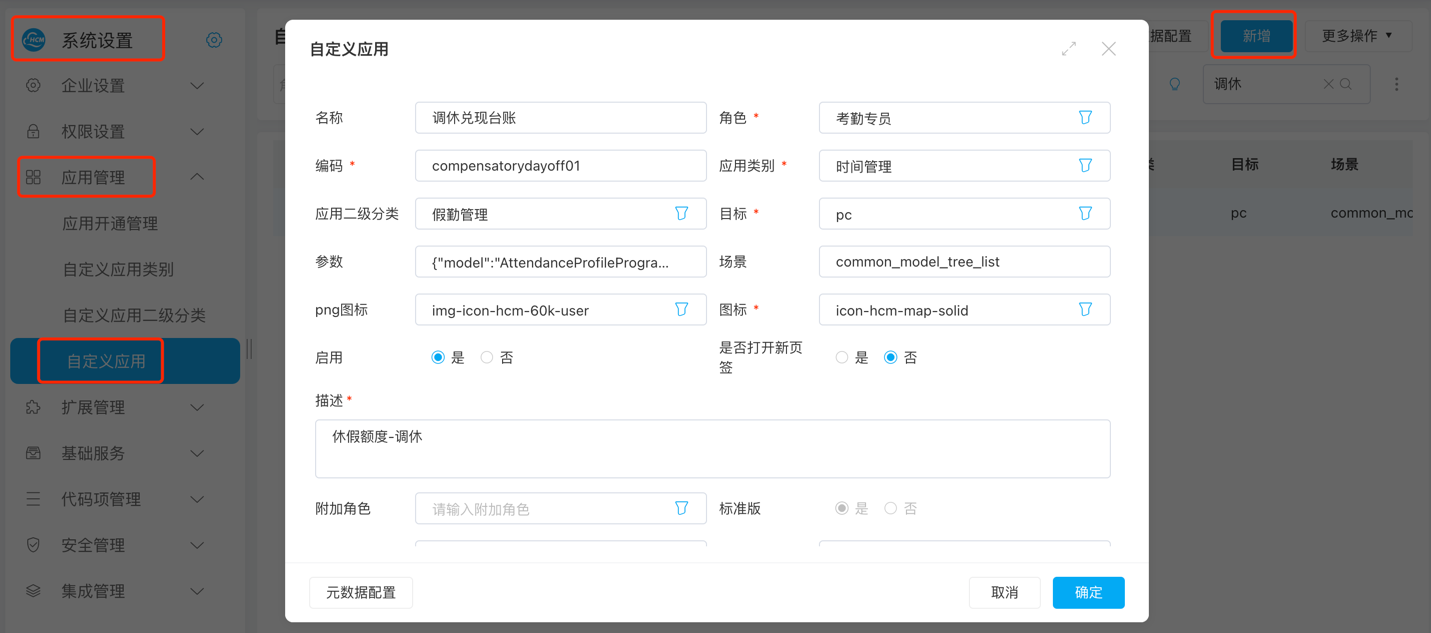 HCM 系统设置
企业设置
权限设置
应用管理
应用开通管理
自定义应用类别
自定义应用二级分类
自定义应用
扩展管理
基础服务
代码项管理
安全管理
集成管理
据配置 新增 更多操作
调休
目标 场景
pc common_mc
自定义应用
名称 调休兑现台账 角色 * 考勤专员
编码 * compensatorydayoff01 应用类别 * 时间管理
应用二级分类 假勤管理 目标 * pc
参数 {"model":"AttendanceProfileProgra... 场景 common_model_tree_list
png图标 img-icon-hcm-60k-user 图标 * icon-hcm-map-solid
启用 是 否 是否打开新页
签 是 否
描述 *
休假额度-调休
附加角色 请输入附加角色 标准版 是 否
元数据配置 取消 确定